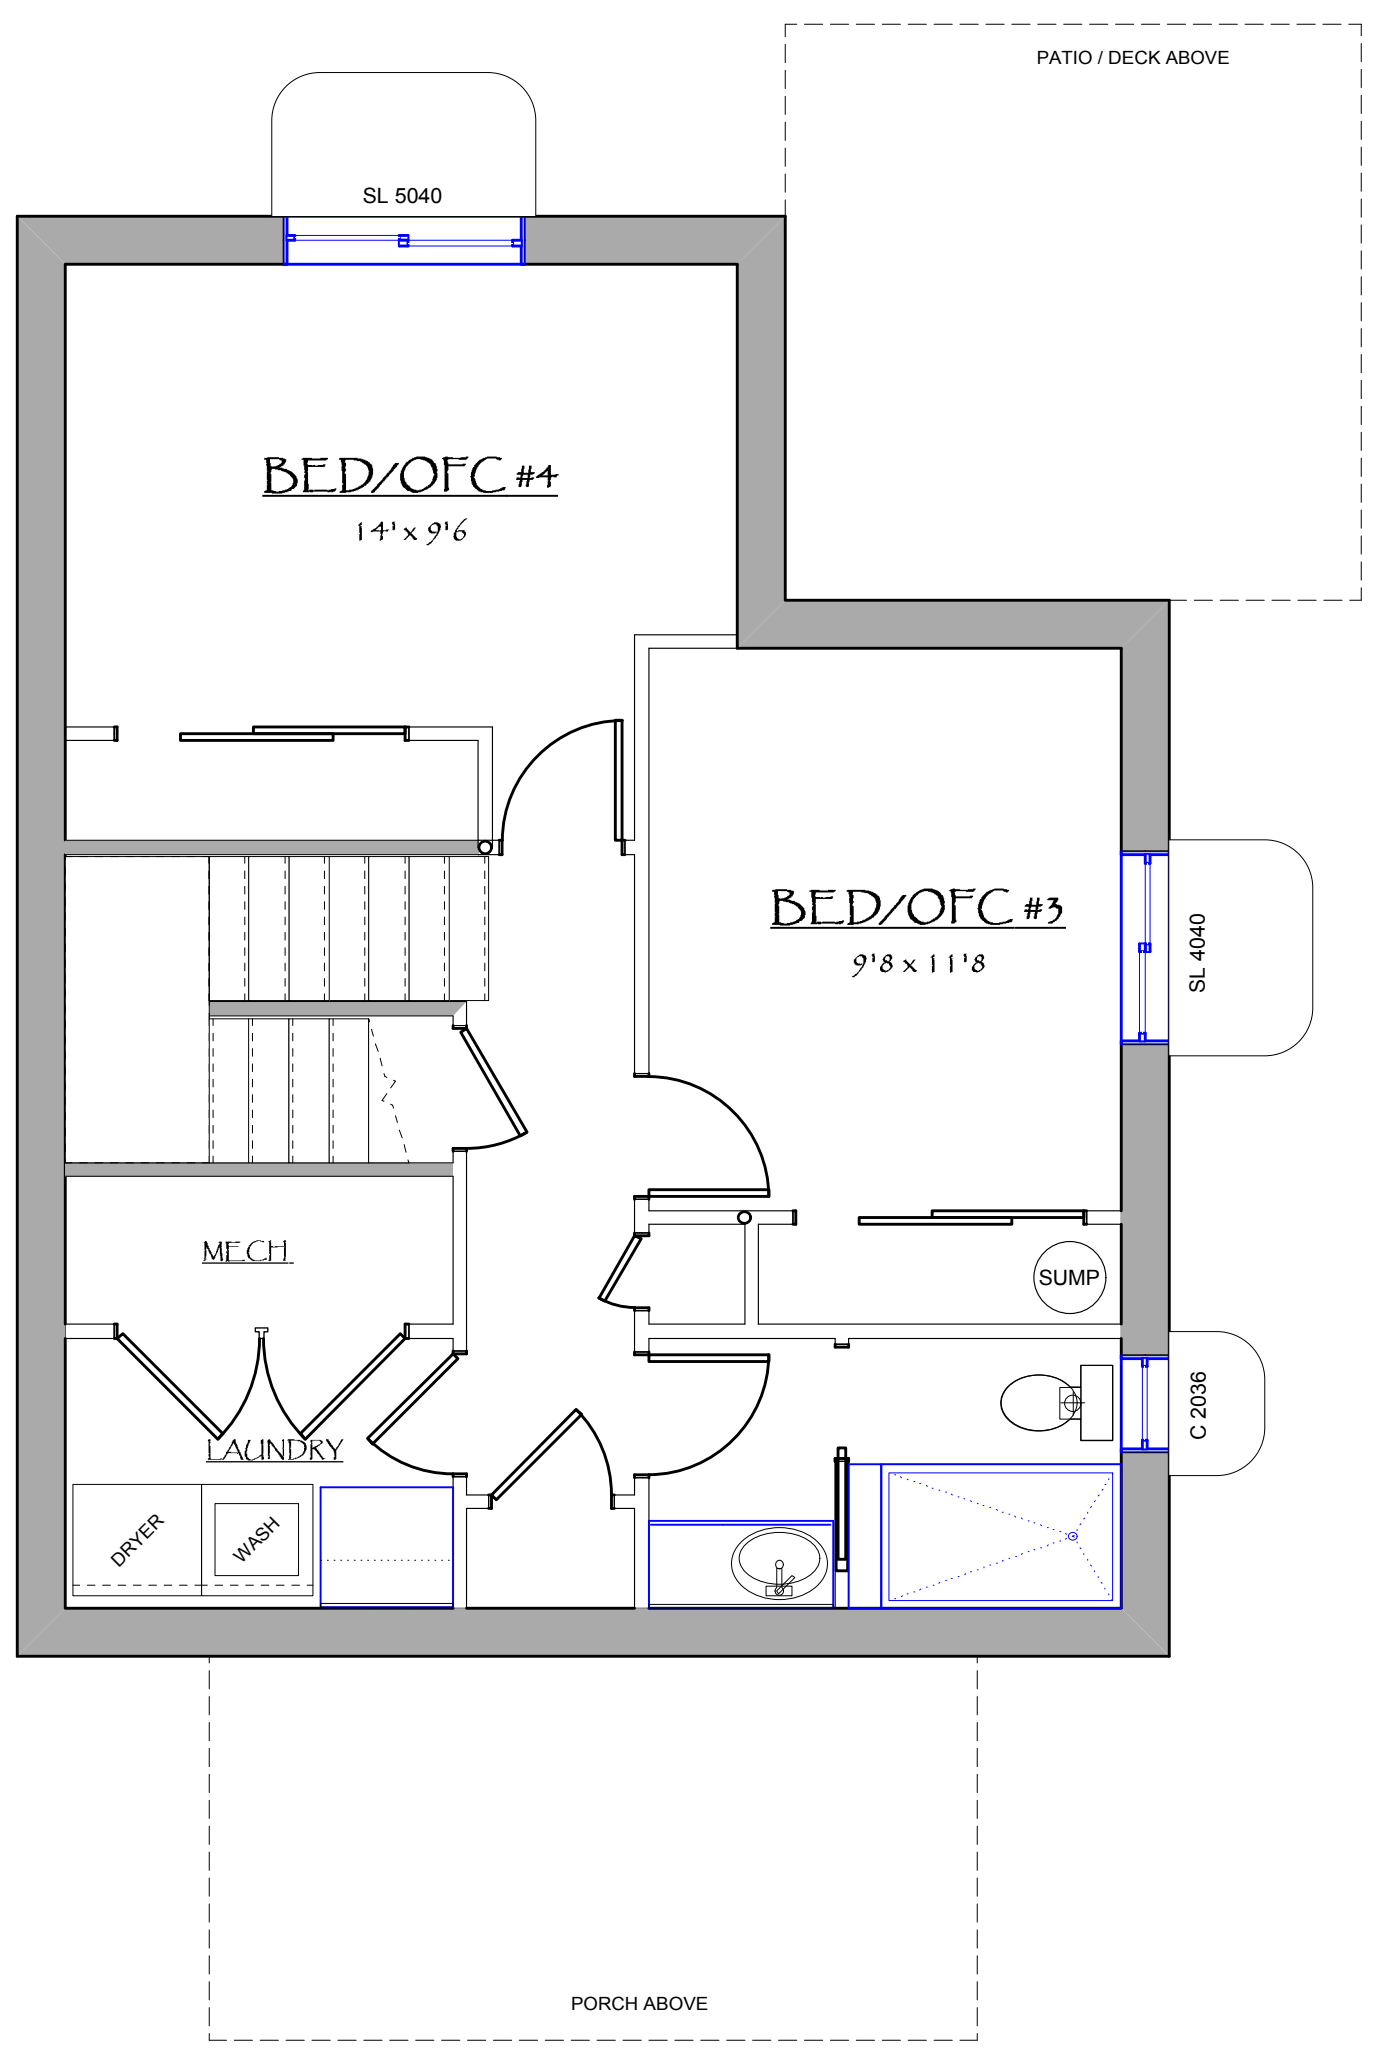 PATIO / DECK ABOVE
SL 5040
BED/OFC #4
14' x 9'6
BED/OFC #3
9'8 x 11'8
SL 4040
MECH
SUMP
C 2036
LAUNDRY
DRYER
WASH
PORCH ABOVE